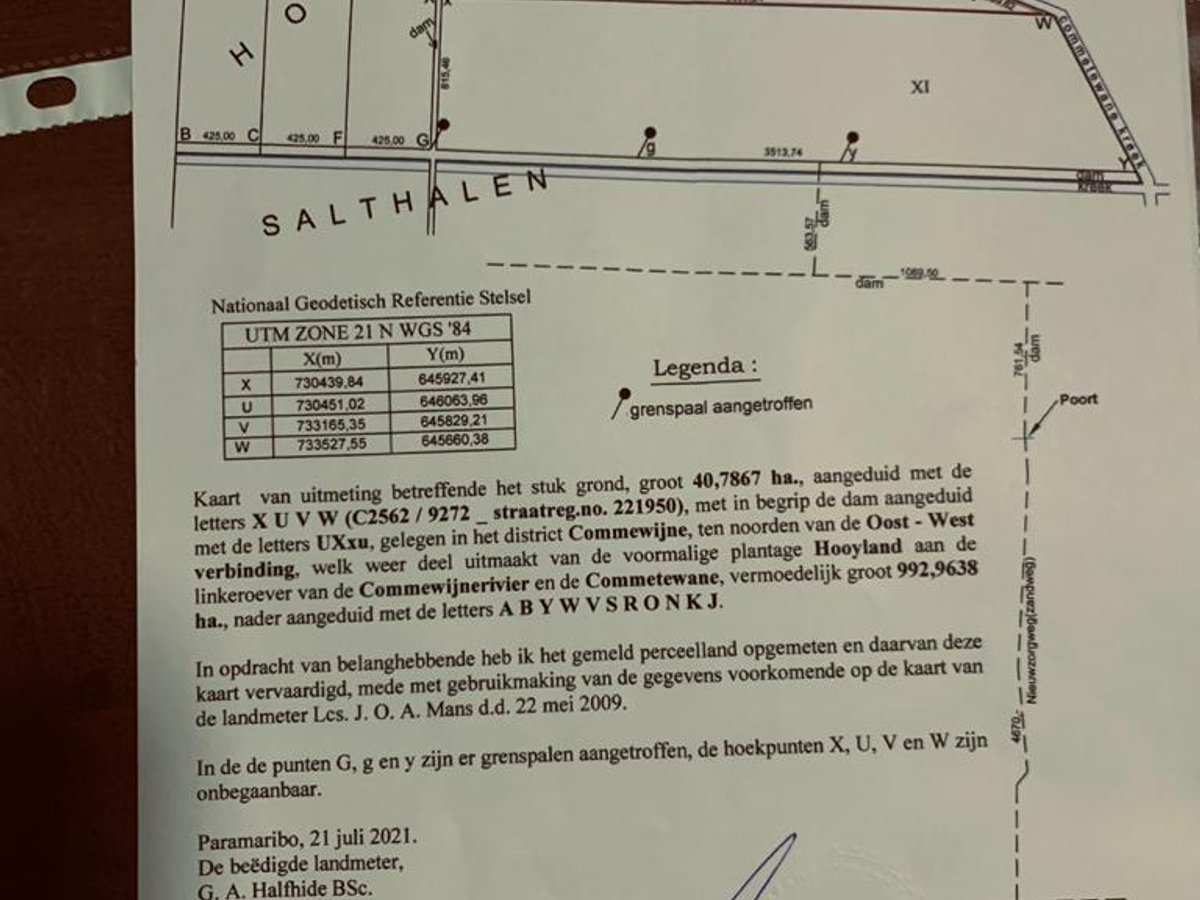 H O
dam
X
W
815,46
XI
commetewane kreek
B 425,00 C 425,00 F 425,00 G
g
3513,74
y
Y
dam
kreek
SALTHALEN
563,57
dam
dam
1089,50
Nationaal Geodetisch Referentie Stelsel
UTM ZONE 21 N WGS '84
X(m) Y(m)
X 730439,84 645927,41
U 730451,02 646063,96
V 733165,35 645829,21
W 733527,55 645660,38
Legenda :
grenspaal aangetroffen
761,54
dam
Poort
Kaart van uitmeting betreffende het stuk grond, groot 40,7867 ha., aangeduid met de
letters X U V W (C2562 / 9272 _ straatreg.no. 221950), met in begrip de dam aangeduid
met de letters UXxu, gelegen in het district Commewijne, ten noorden van de Oost - West
verbinding, welk weer deel uitmaakt van de voormalige plantage Hooyland aan de
linkeroever van de Commewijnerivier en de Commetewane, vermoedelijk groot 992,9638
ha., nader aangeduid met de letters A B Y W V S R O N K J.
Nieuwzorgweg(zandweg)
4670,-
In opdracht van belanghebbende heb ik het gemeld perceelland opgemeten en daarvan deze
kaart vervaardigd, mede met gebruikmaking van de gegevens voorkomende op de kaart van
de landmeter Lcs. J. O. A. Mans d.d. 22 mei 2009.
In de de punten G, g en y zijn er grenspalen aangetroffen, de hoekpunten X, U, V en W zijn
onbegaanbaar.
Paramaribo, 21 juli 2021.
De beëdigde landmeter,
G. A. Halfhide BSc.